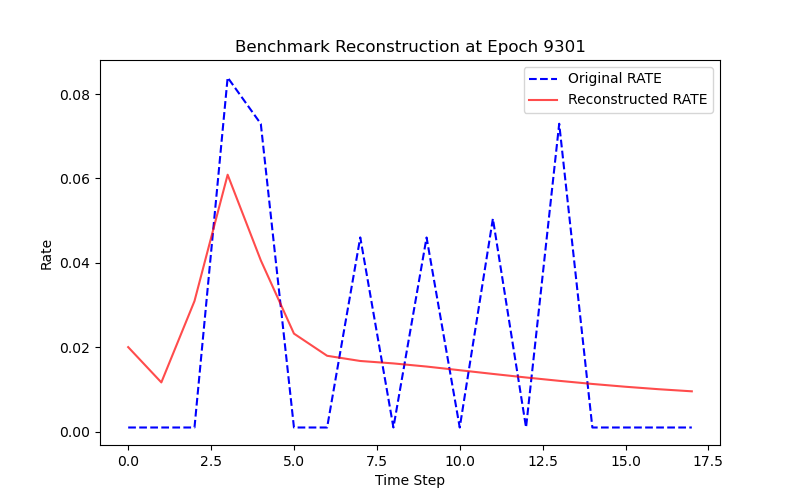 Benchmark Reconstruction at Epoch 9301
Original RATE
Reconstructed RATE
Rate
0.08
0.06
0.04
0.02
0.00
0.0 2.5 5.0 7.5 10.0 12.5 15.0 17.5
Time Step